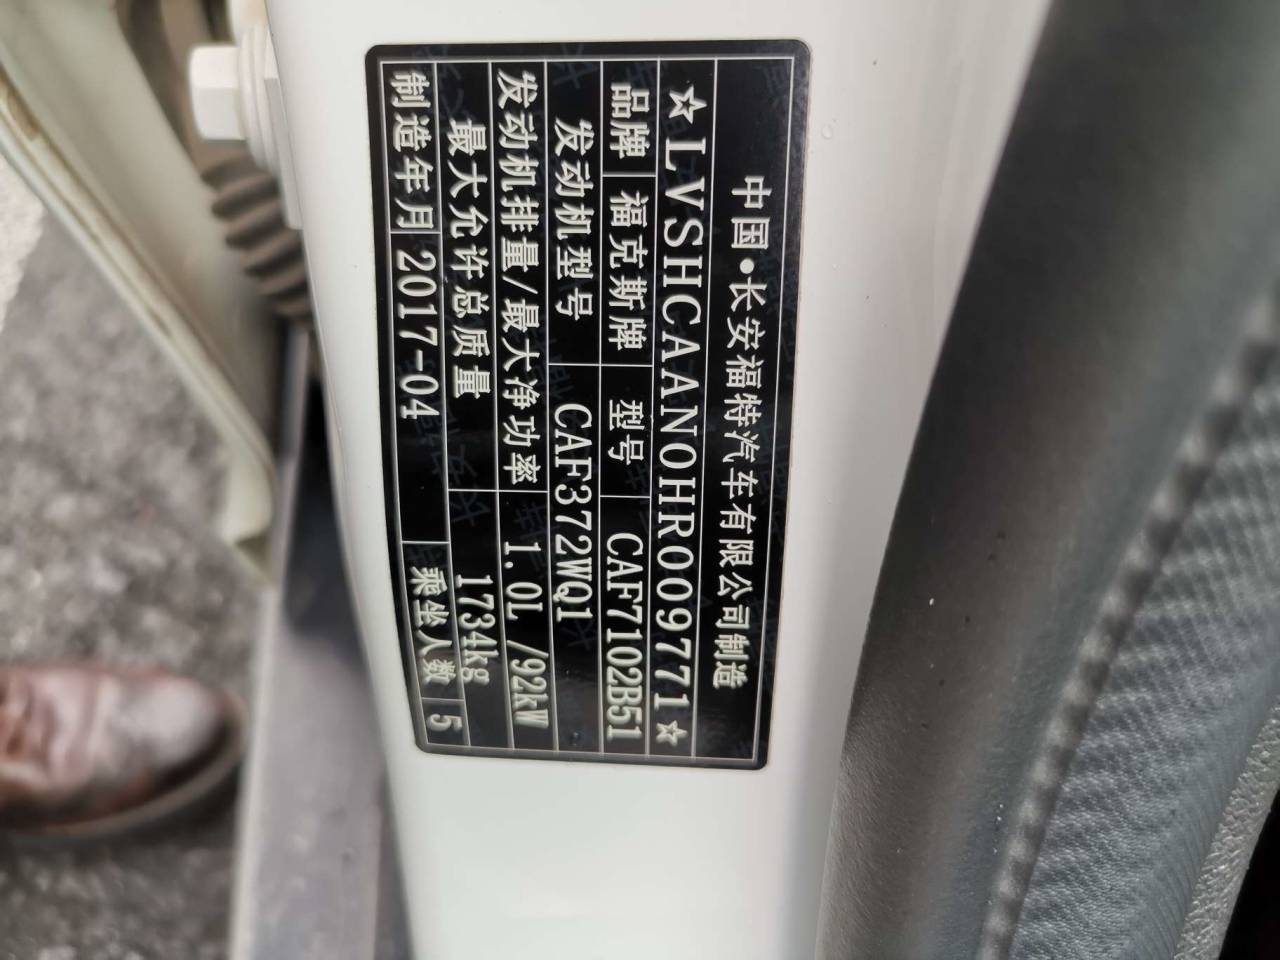 中国·长安福特汽车有限公司制造
☆LVSHCAAN0HR009771☆
品牌 福克斯牌 型号 CAF7102B51
发动机型号 CAF372WQ1
发动机排量/最大净功率 1.0L /92kW
最大允许总质量 1734kg
制造年月 2017-04 乘坐人数 5